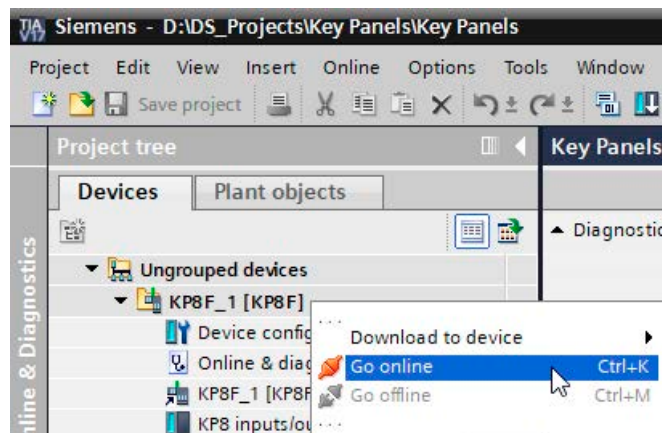 Siemens - D:\DS_Projects\Key Panels\Key Panels
Project Edit View Insert Online Options Tools Window
Save project
Project tree
Key Panels
Devices
Plant objects
Diagnostic
Ungrouped devices
KP8F_1 [KP8F]
Device config
Download to device
Online & diag
Go online Ctrl+K
KP8F_1 [KP8F
Go offline Ctrl+M
KP8 inputs/ou
nline & Diagnostics